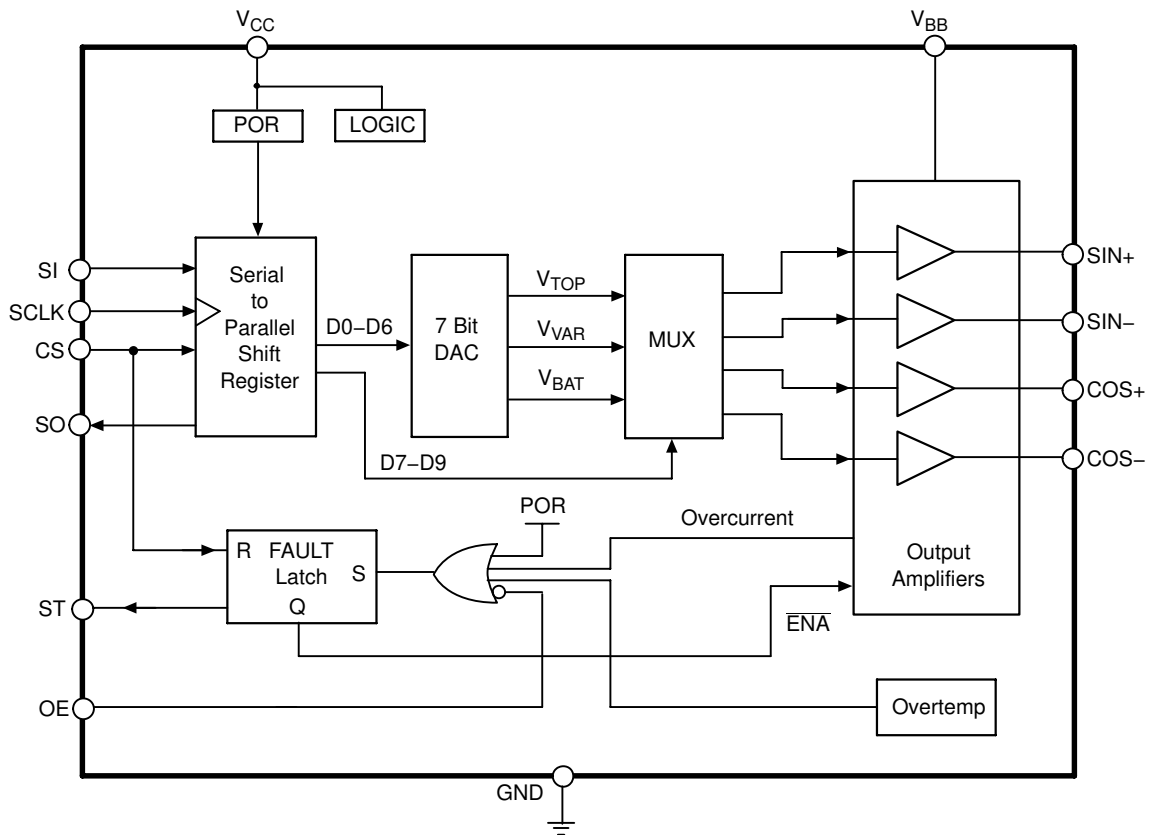 VCC
VBB
POR
LOGIC
SI
SCLK
CS
SO
Serial
to
Parallel
Shift
Register
D0–D6
D7–D9
7 Bit
DAC
VTOP
VVAR
VBAT
MUX
SIN+
SIN–
COS+
COS–
POR
Overcurrent
R FAULT
Latch
S
Q
Output
Amplifiers
ENA
ST
OE
Overtemp
GND